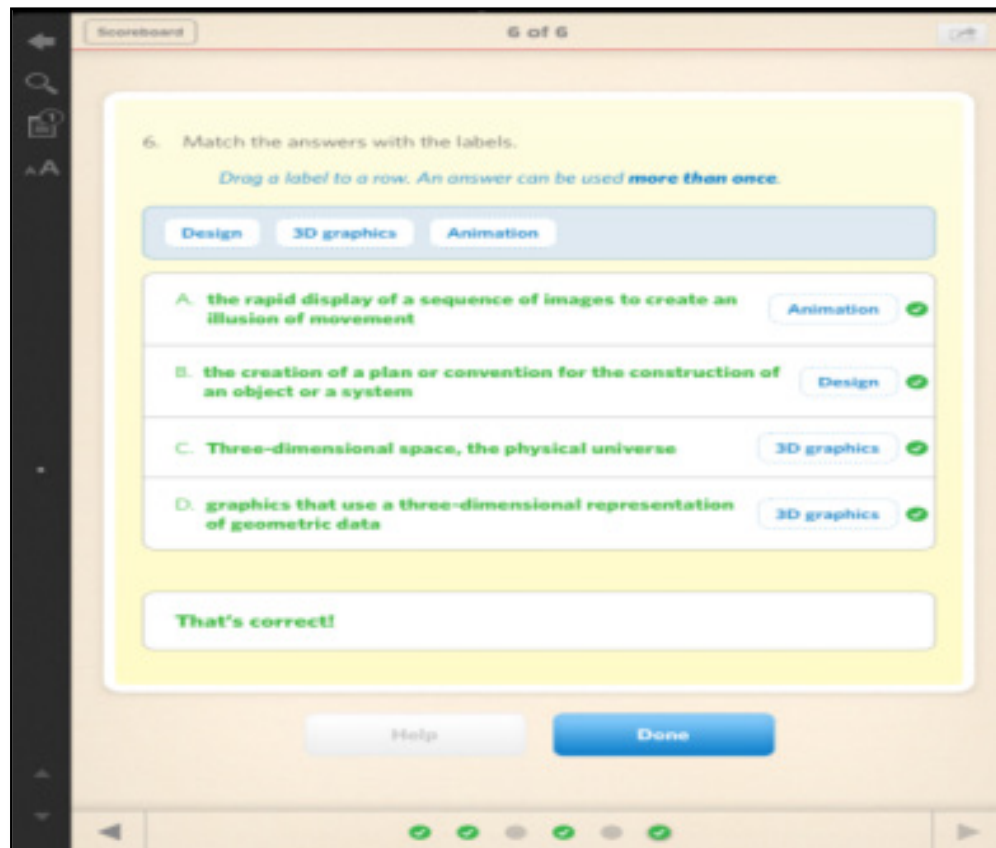 Scoreboard
6 of 6
1
AA
6. Match the answers with the labels.
Drag a label to a row. An answer can be used more than once.
Design 3D graphics Animation
A. the rapid display of a sequence of images to create an
illusion of movement
Animation
B. the creation of a plan or convention for the construction of
an object or a system
Design
C. Three-dimensional space, the physical universe
3D graphics
D. graphics that use a three-dimensional representation
of geometric data
3D graphics
That's correct!
Help
Done